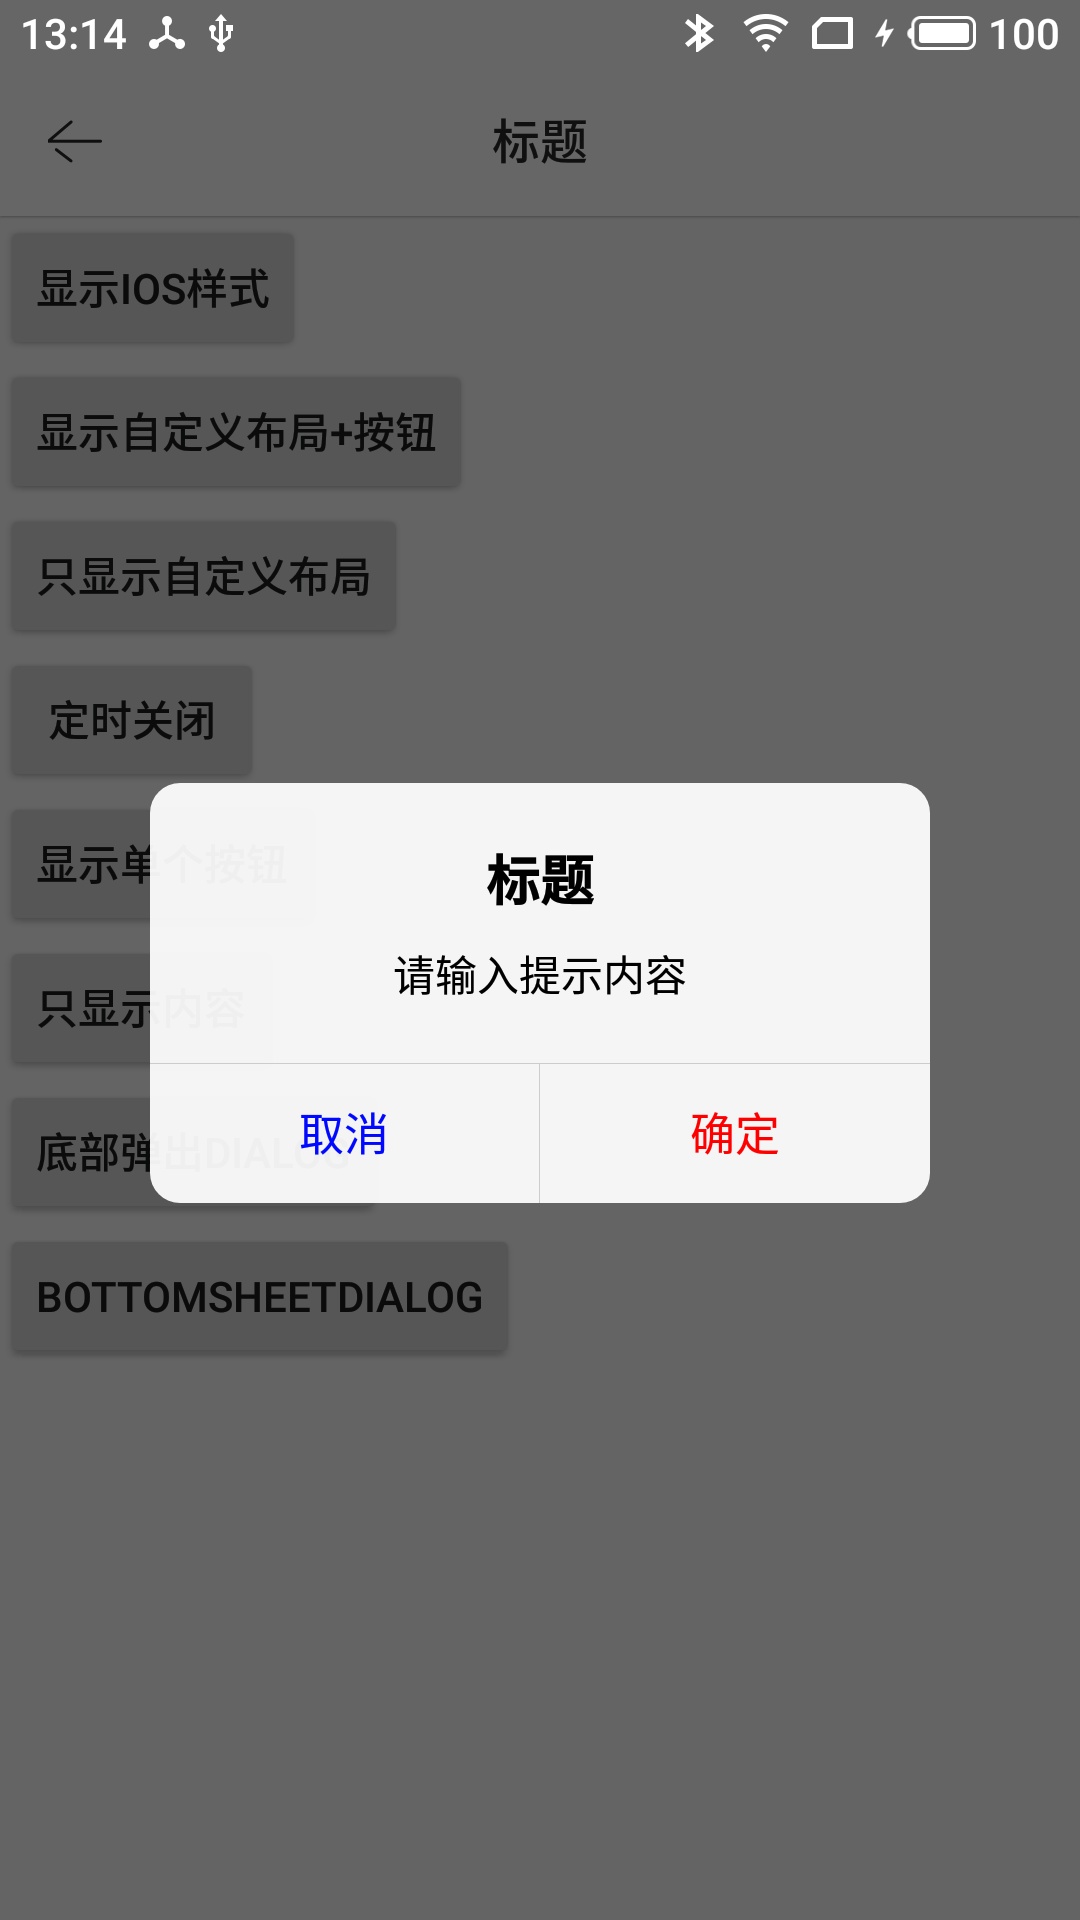 13:14 100
标题
显示IOS样式
显示自定义布局+按钮
只显示自定义布局
定时关闭
显示单个按钮
标题
请输入提示内容
只显示内容
取消 确定
底部弹出DIALOG
BOTTOMSHEETDIALOG